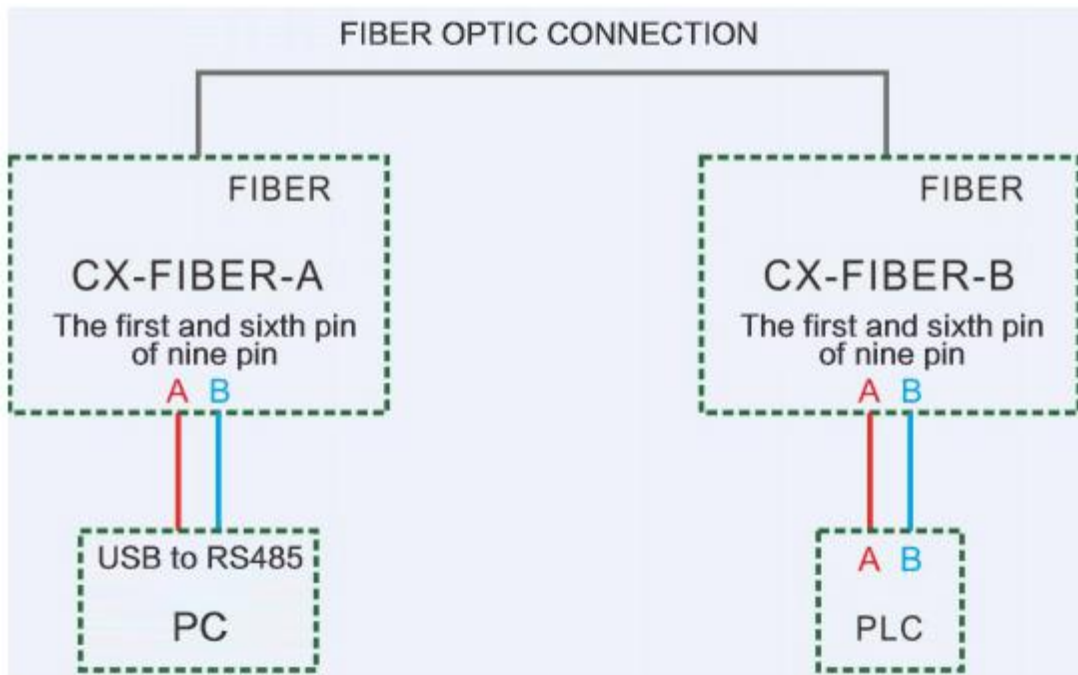 FIBER OPTIC CONNECTION
FIBER
CX-FIBER-A
The first and sixth pin
of nine pin
A B
USB to RS485
PC
FIBER
CX-FIBER-B
The first and sixth pin
of nine pin
A B
A B
PLC